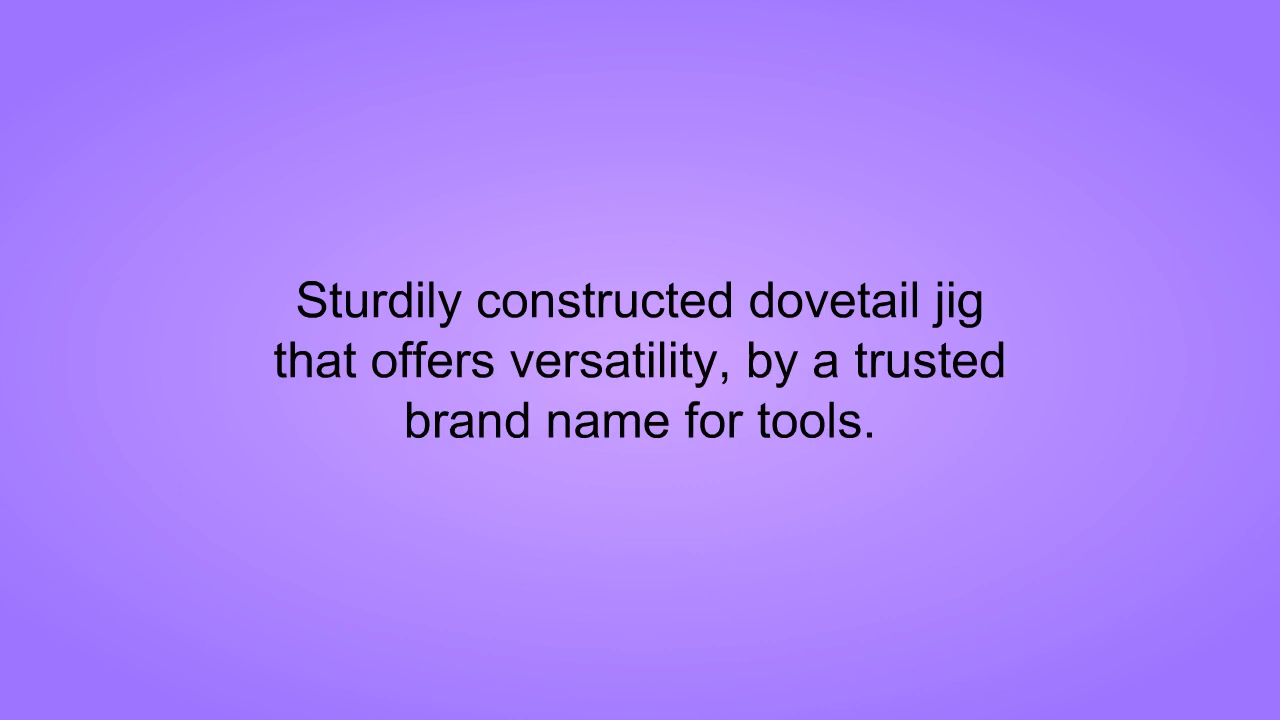 Sturdily constructed dovetail jig
that offers versatility, by a trusted
brand name for tools.